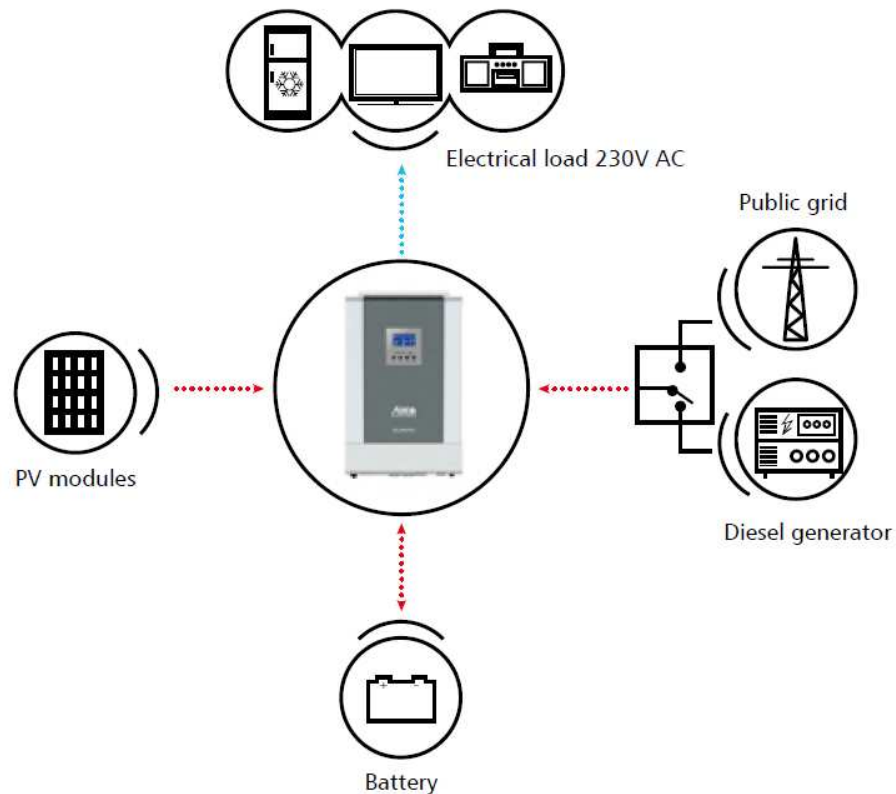 Electrical load 230V AC
Public grid
PV modules
Diesel generator
Battery